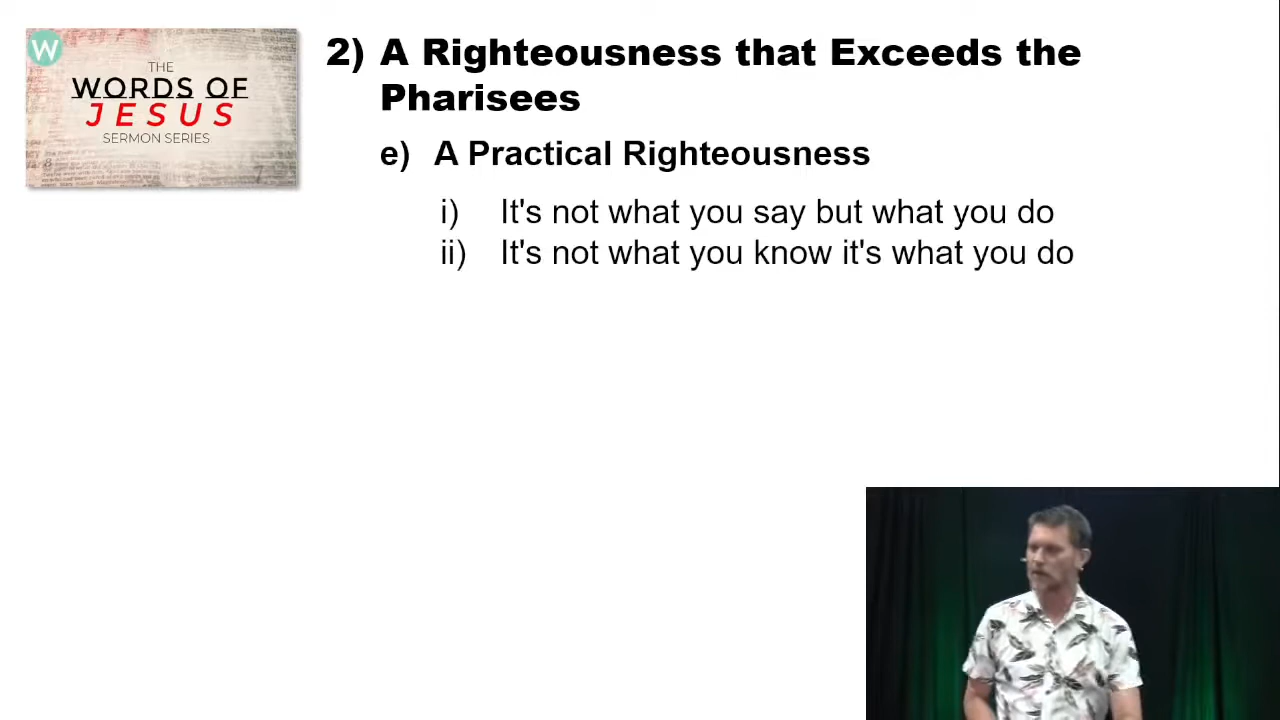 W
THE
WORDS OF
JESUS
SERMON SERIES
2) A Righteousness that Exceeds the
Pharisees
e) A Practical Righteousness
i) It's not what you say but what you do
ii) It's not what you know it's what you do